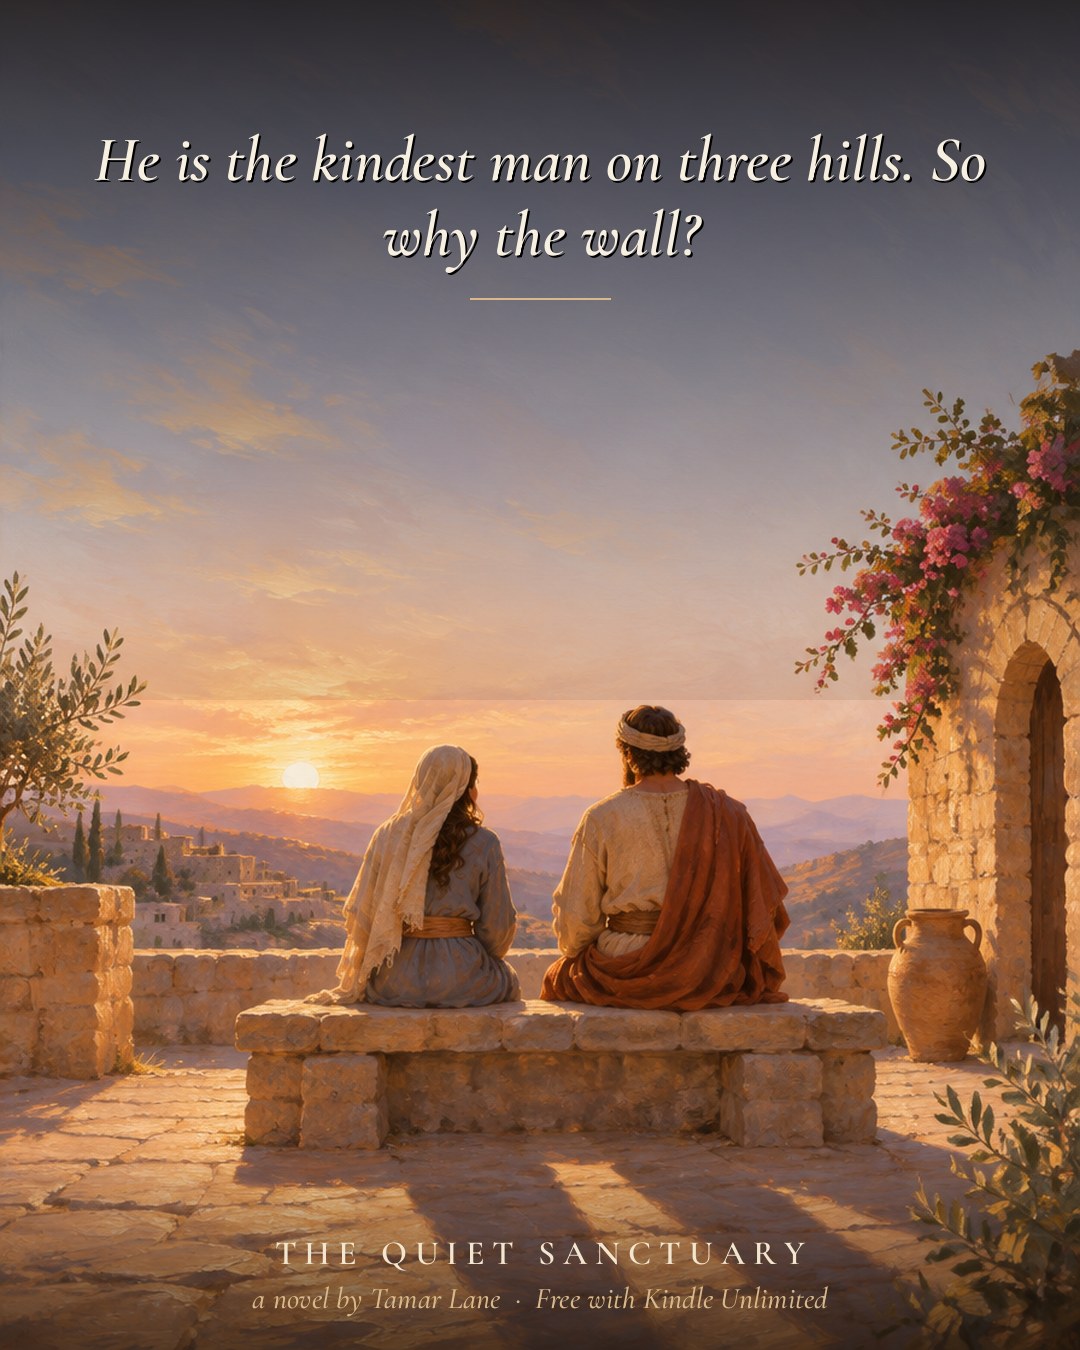 He is the kindest man on three hills. So
why the wall?
THE QUIET SANCTUARY
a novel by Tamar Lane · Free with Kindle Unlimited